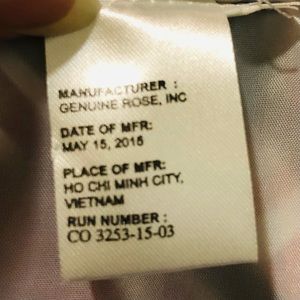 MANUFACTURER :
GENUINE ROSE, INC
DATE OF MFR:
MAY 15, 2015
PLACE OF MFR:
HO CHI MINH CITY,
VIETNAM
RUN NUMBER :
CO 3253-15-03